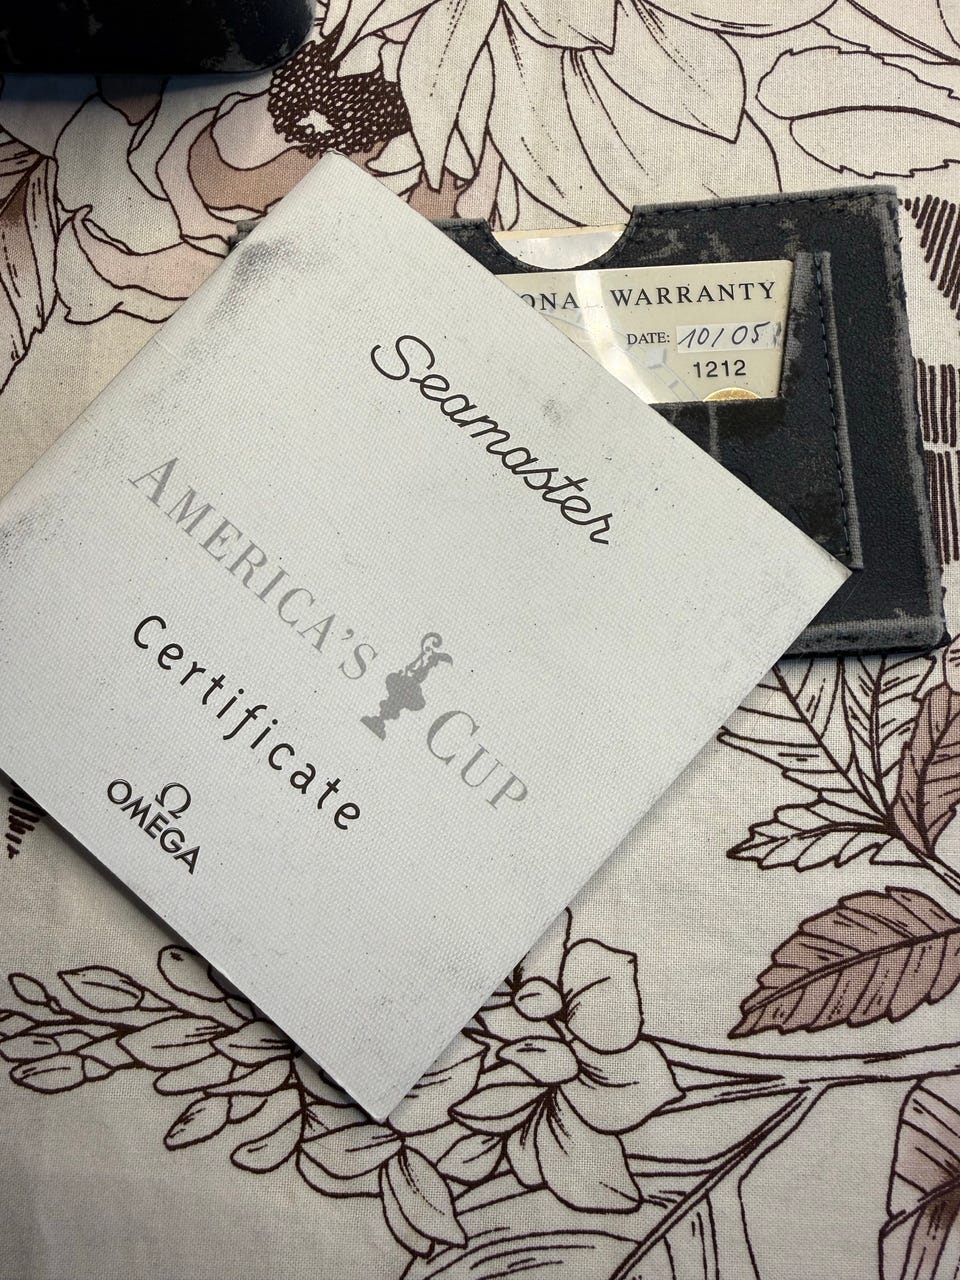 Seamaster
AMERICA'S CUP
Certificate
Ω
OMEGA
WARRANTY
DATE: 10/05
1212